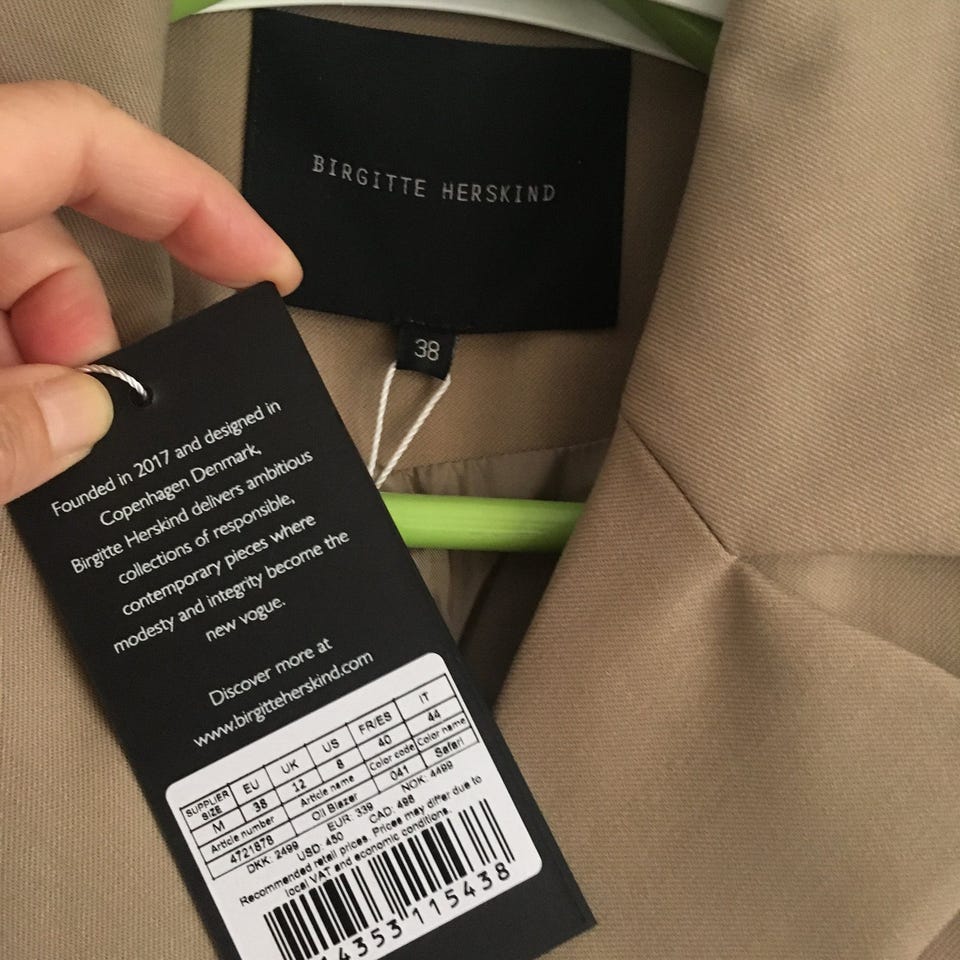 BIRGITTE HERSKIND
38
Founded in 2017 and designed in
Copenhagen Denmark,
Birgitte Herskind delivers ambitious
collections of responsible,
contemporary pieces where
modesty and integrity become the
new vogue.
Discover more at
www.birgitteherskind.com
SUPPLIER SIZE EU UK US FR/ES IT
M 38 12 8 40 44
Article number Article name Color code Color name
4721878 Oil Blazer 041 Safari
DKK: 2499 EUR: 339 NOK: 4499
USD: 450 CAD: 498
Recommended retail prices. Prices may differ due to
local VAT and economic conditions.
14353 115438